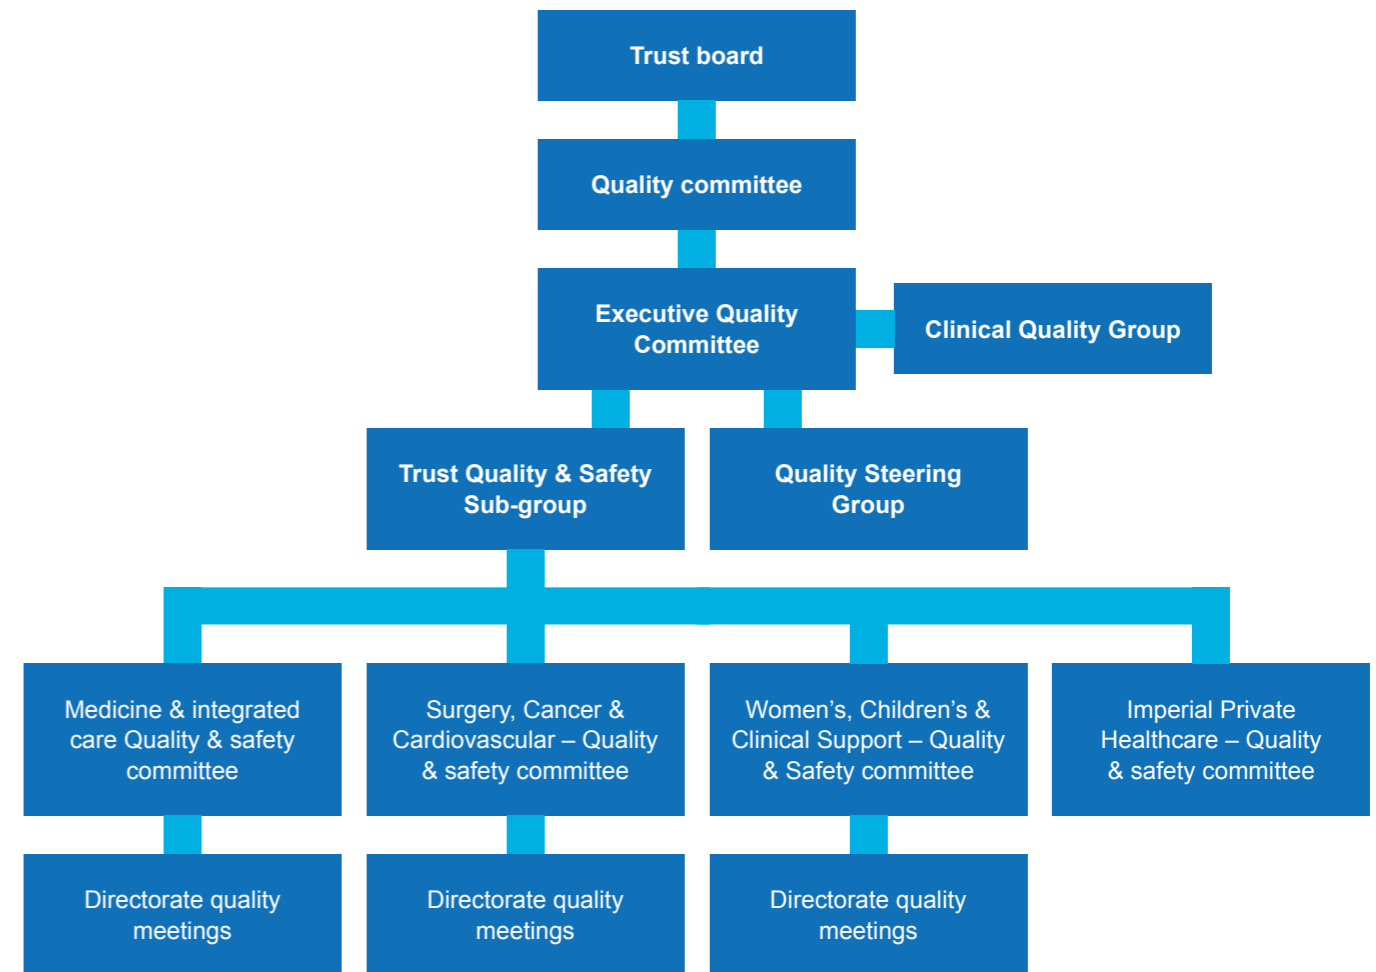 Trust board
Quality committee
Executive Quality
Committee
Clinical Quality Group
Trust Quality & Safety
Sub-group
Quality Steering
Group
Medicine & integrated
care Quality & safety
committee
Surgery, Cancer &
Cardiovascular – Quality
& safety committee
Women’s, Children’s &
Clinical Support – Quality
& Safety committee
Imperial Private
Healthcare – Quality
& safety committee
Directorate quality
meetings
Directorate quality
meetings
Directorate quality
meetings